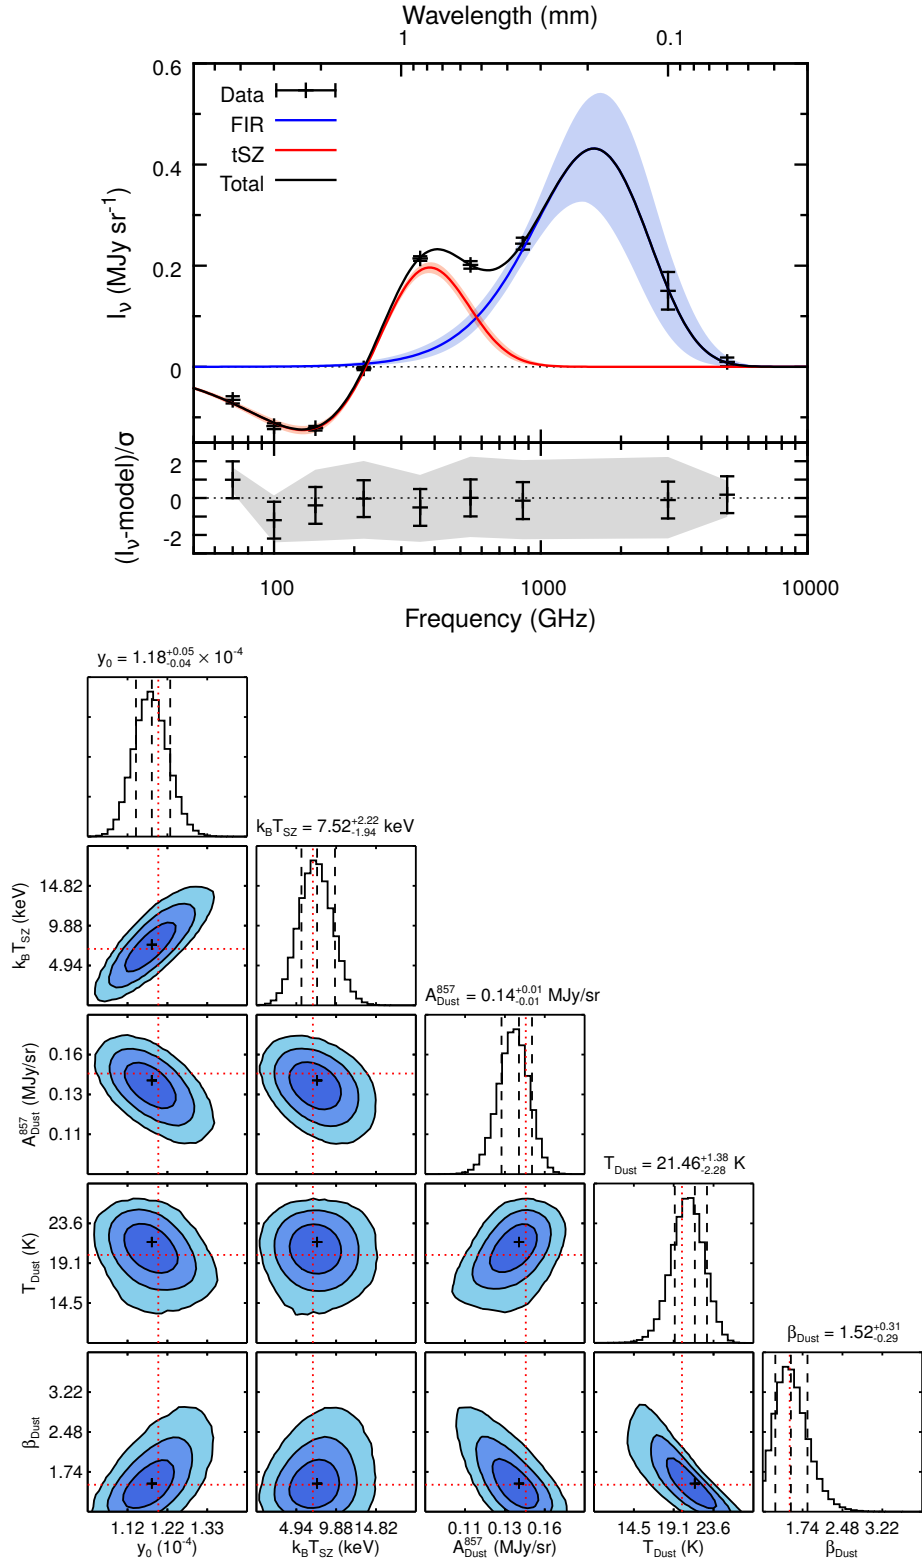 Wavelength (mm)
1 0.1
0.6
0.4
0.2
0
I_ν (MJy sr^-1)
Data
FIR
tSZ
Total
2
0
-2
(I_ν-model)/σ
100 1000 10000
Frequency (GHz)
y_0 = 1.18^+0.05_-0.04 × 10^-4
k_B T_SZ = 7.52^+2.22_-1.94 keV
14.82
9.88
4.94
k_B T_SZ (keV)
A^857_Dust = 0.14^+0.01_-0.01 MJy/sr
0.16
0.13
0.11
A^857_Dust (MJy/sr)
T_Dust = 21.46^+1.38_-2.28 K
23.6
19.1
14.5
T_Dust (K)
β_Dust = 1.52^+0.31_-0.29
3.22
2.48
1.74
β_Dust
1.12 1.22 1.33
4.94 9.88 14.82
0.11 0.13 0.16
14.5 19.1 23.6
1.74 2.48 3.22
y_0 (10^-4)
k_B T_SZ (keV)
A^857_Dust (MJy/sr)
T_Dust (K)
β_Dust